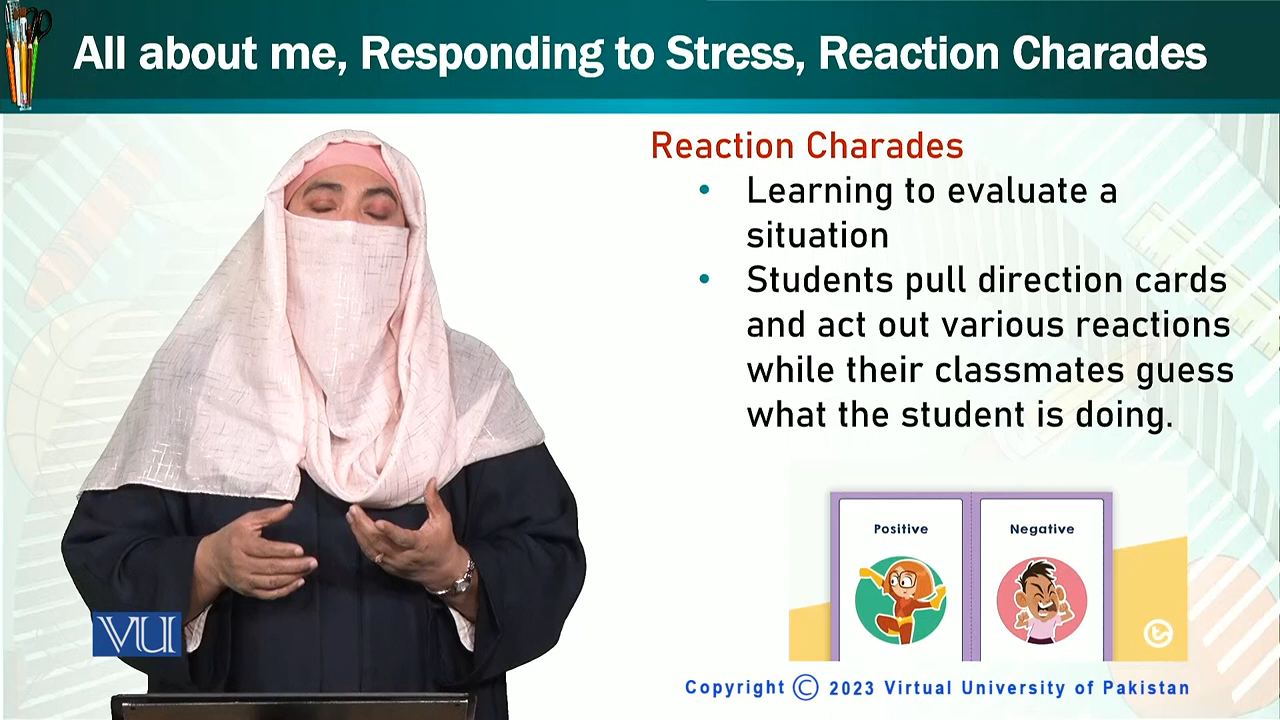 All about me, Responding to Stress, Reaction Charades
Reaction Charades
• Learning to evaluate a
situation
• Students pull direction cards
and act out various reactions
while their classmates guess
what the student is doing.
Positive
Negative
VU
Copyright © 2023 Virtual University of Pakistan